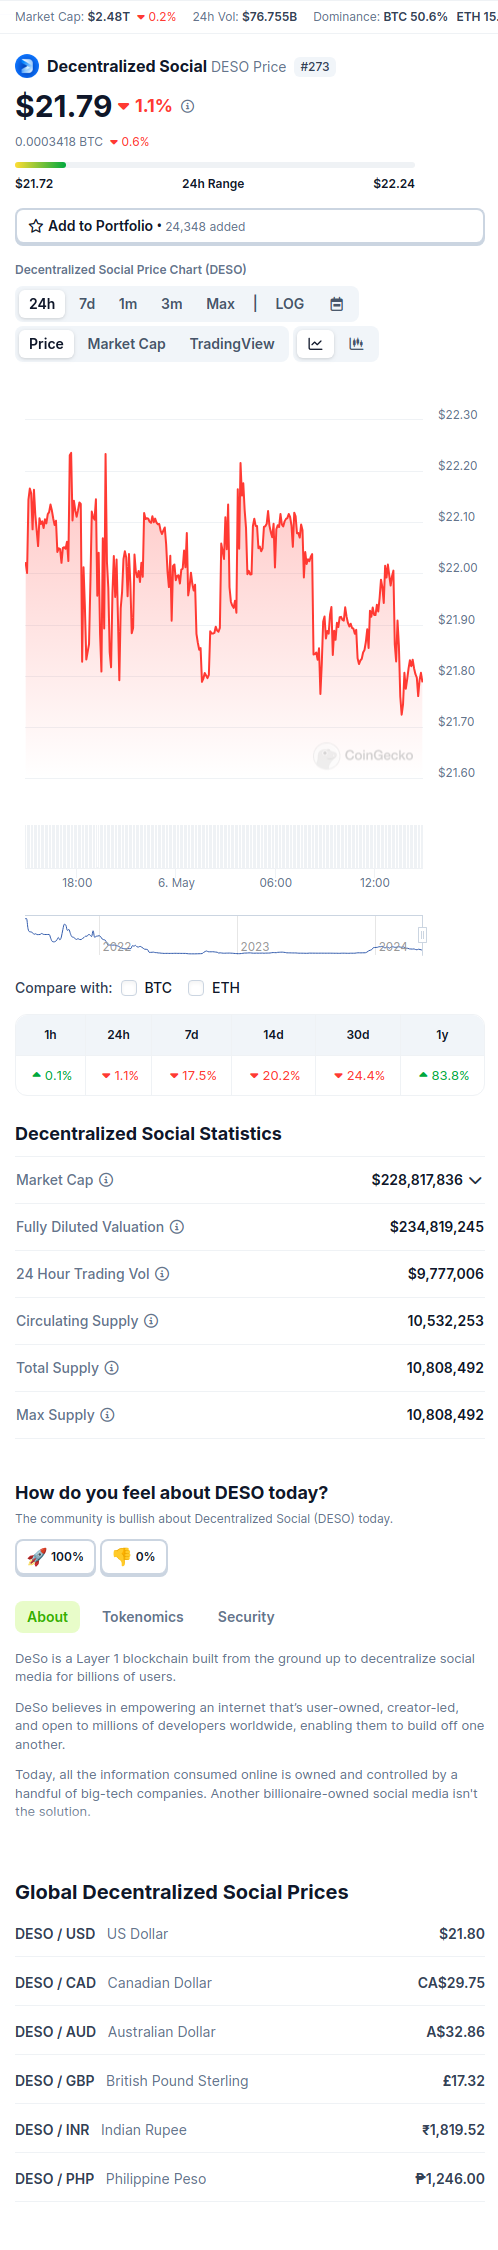 Market Cap: $2.48T 0.2% 24h Vol: $76.755B Dominance: BTC 50.6% ETH 15.
Decentralized Social DESO Price #273
$21.79 1.1%
0.0003418 BTC 0.6%
$21.72 24h Range $22.24
Add to Portfolio • 24,348 added
Decentralized Social Price Chart (DESO)
24h 7d 1m 3m Max | LOG
Price Market Cap TradingView
$22.30
$22.20
$22.10
$22.00
$21.90
$21.80
$21.70
CoinGecko
$21.60
18:00 6. May 06:00 12:00
2022 2023 2024
Compare with: BTC ETH
1h 24h 7d 14d 30d 1y
0.1% 1.1% 17.5% 20.2% 24.4% 83.8%
Decentralized Social Statistics
Market Cap $228,817,836
Fully Diluted Valuation $234,819,245
24 Hour Trading Vol $9,777,006
Circulating Supply 10,532,253
Total Supply 10,808,492
Max Supply 10,808,492
How do you feel about DESO today?
The community is bullish about Decentralized Social (DESO) today.
🚀 100% 👎 0%
About Tokenomics Security
DeSo is a Layer 1 blockchain built from the ground up to decentralize social
media for billions of users.
DeSo believes in empowering an internet that's user-owned, creator-led,
and open to millions of developers worldwide, enabling them to build off one
another.
Today, all the information consumed online is owned and controlled by a
handful of big-tech companies. Another billionaire-owned social media isn't
the solution.
Global Decentralized Social Prices
DESO / USD US Dollar $21.80
DESO / CAD Canadian Dollar CA$29.75
DESO / AUD Australian Dollar A$32.86
DESO / GBP British Pound Sterling £17.32
DESO / INR Indian Rupee ₹1,819.52
DESO / PHP Philippine Peso ₱1,246.00